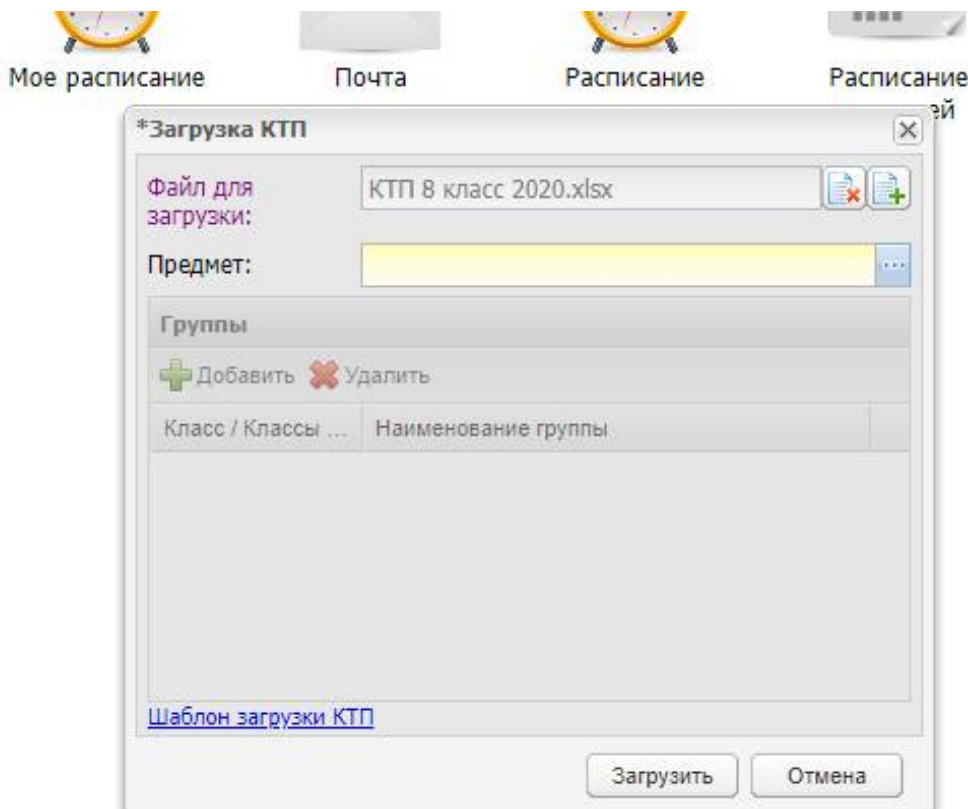 Мое расписание Почта Расписание Расписание
ей
*Загрузка КТП
Файл для
загрузки:
КТП 8 класс 2020.xlsx
Предмет:
Группы
Добавить Удалить
Класс / Классы ... Наименование группы
Шаблон загрузки КТП
Загрузить Отмена